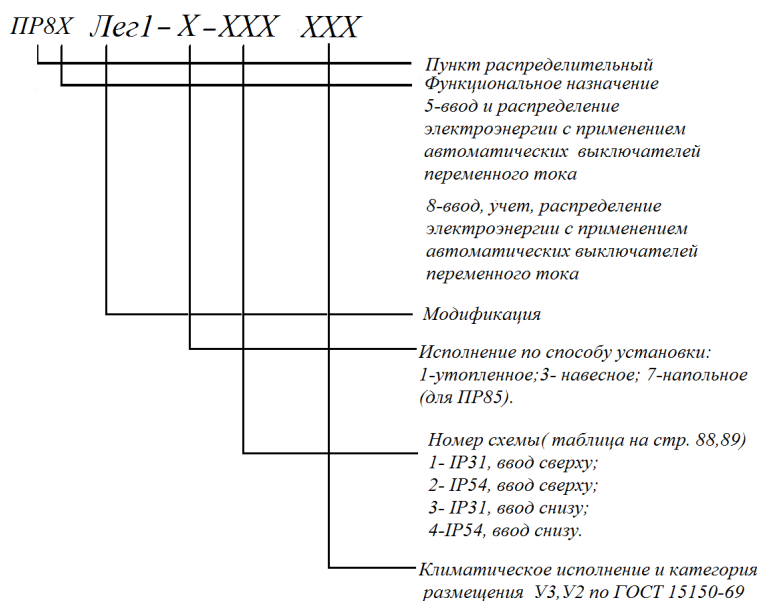 ПР8Х Лег1-Х-ХХХ ХХХ
Пункт распределительный
Функциональное назначение
5-ввод и распределение
электроэнергии с применением
автоматических выключателей
переменного тока
8-ввод, учет, распределение
электроэнергии с применением
автоматических выключателей
переменного тока
Модификация
Исполнение по способу установки:
1-утопленное;3- навесное; 7-напольное
(для ПР85).
Номер схемы( таблица на стр. 88,89)
1- IP31, ввод сверху;
2- IP54, ввод сверху;
3- IP31, ввод снизу;
4-IP54, ввод снизу.
Климатическое исполнение и категория
размещения У3,У2 по ГОСТ 15150-69